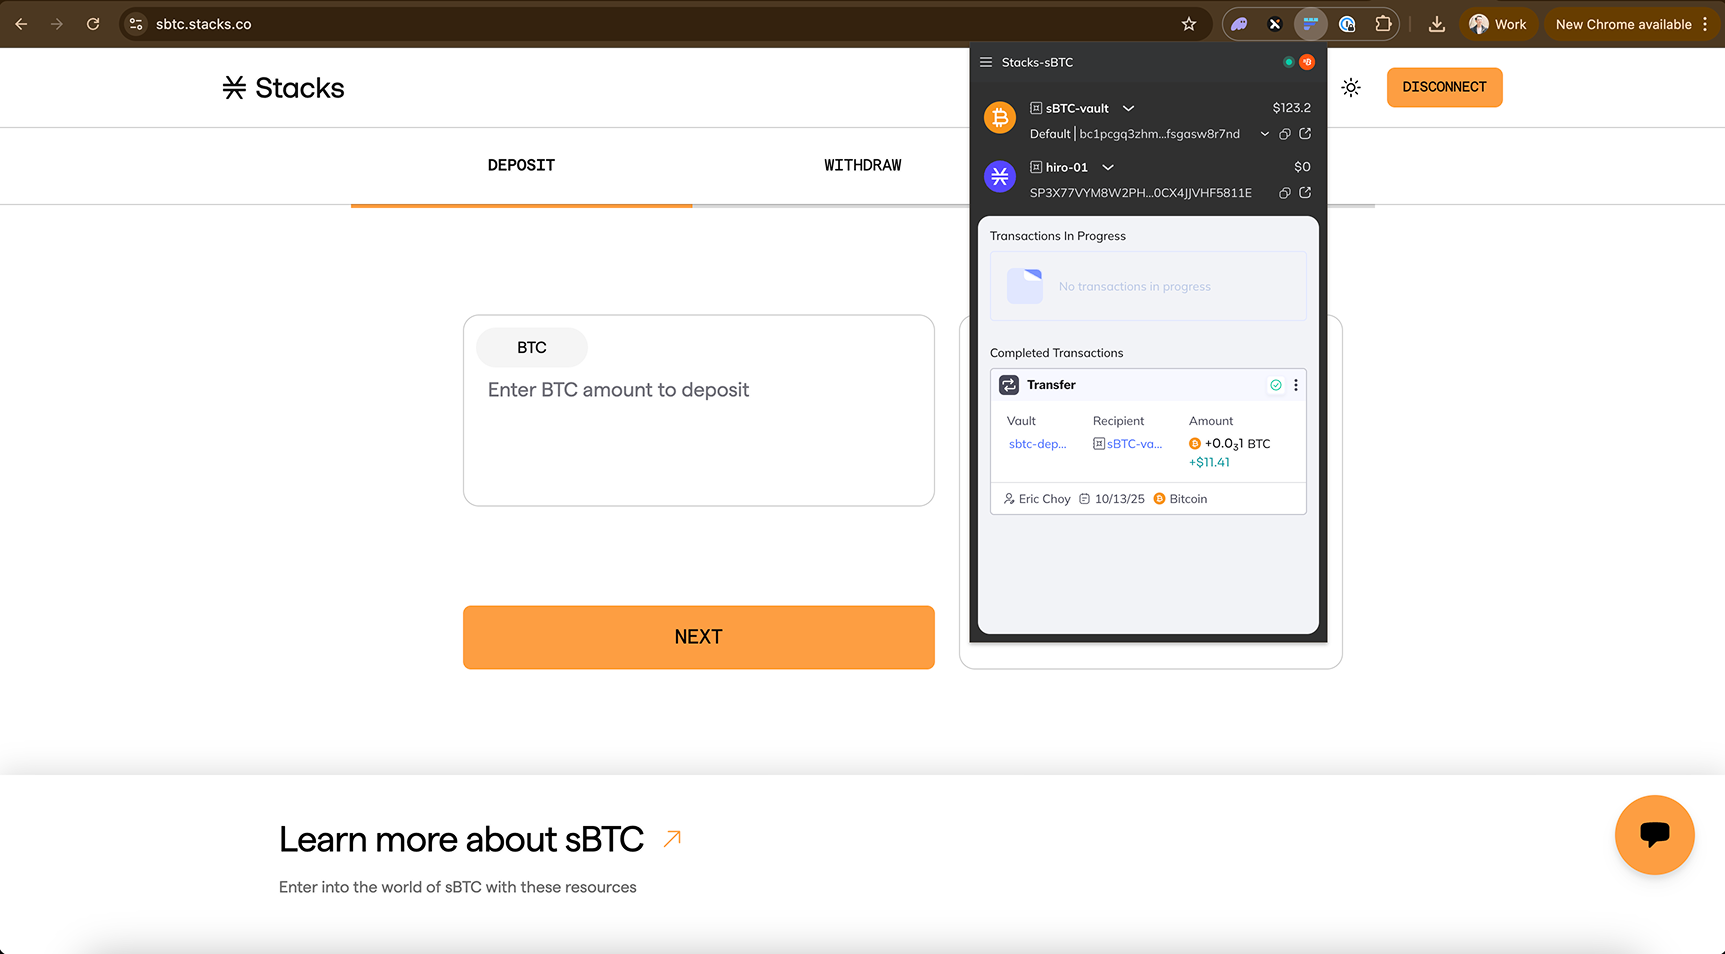 sbtc.stacks.co
Work
New Chrome available
Stacks
DISCONNECT
DEPOSIT
WITHDRAW
BTC
Enter BTC amount to deposit
NEXT
Stacks-sBTC
sBTC-vault
$123.2
Default | bc1pcgq3zhm...fsgasw8r7nd
hiro-01
$0
SP3X77VYM8W2PH...0CX4JJVHF5811E
Transactions In Progress
No transactions in progress
Completed Transactions
Transfer
Vault Recipient Amount
sbtc-dep... sBTC-va... +0.0₃1 BTC
+$11.41
Eric Choy 10/13/25 Bitcoin
Learn more about sBTC
Enter into the world of sBTC with these resources